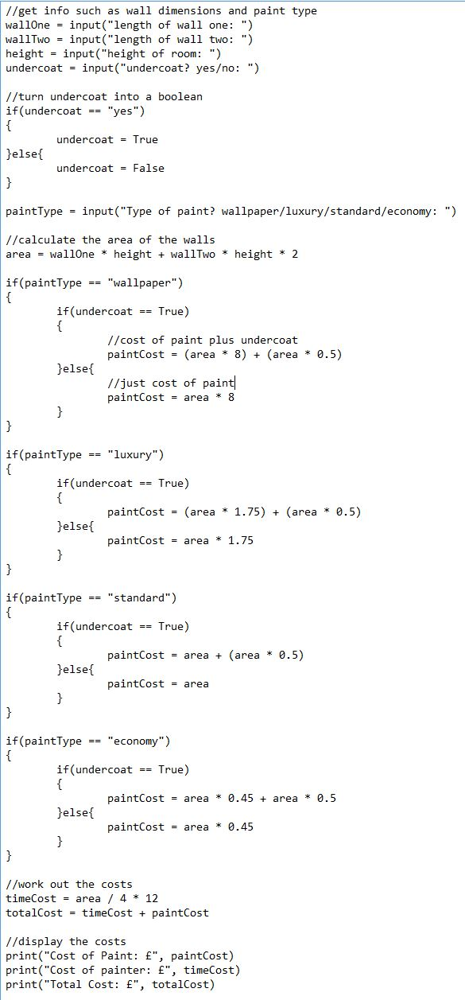 //get info such as wall dimensions and paint type
wallOne = input("length of wall one: ")
wallTwo = input("length of wall two: ")
height = input("height of room: ")
undercoat = input("undercoat? yes/no: ")
//turn undercoat into a boolean
if(undercoat == "yes")
{
undercoat = True
}else{
undercoat = False
}
paintType = input("Type of paint? wallpaper/luxury/standard/economy: ")
//calculate the area of the walls
area = wallOne * height + wallTwo * height * 2
if(paintType == "wallpaper")
{
if(undercoat == True)
{
//cost of paint plus undercoat
paintCost = (area * 8) + (area * 0.5)
}else{
//just cost of paint
paintCost = area * 8
}
}
if(paintType == "luxury")
{
if(undercoat == True)
{
paintCost = (area * 1.75) + (area * 0.5)
}else{
paintCost = area * 1.75
}
}
if(paintType == "standard")
{
if(undercoat == True)
{
paintCost = area + (area * 0.5)
}else{
paintCost = area
}
}
if(paintType == "economy")
{
if(undercoat == True)
{
paintCost = area * 0.45 + area * 0.5
}else{
paintCost = area * 0.45
}
}
//work out the costs
timeCost = area / 4 * 12
totalCost = timeCost + paintCost
//display the costs
print("Cost of Paint: £", paintCost)
print("Cost of painter: £", timeCost)
print("Total Cost: £", totalCost)